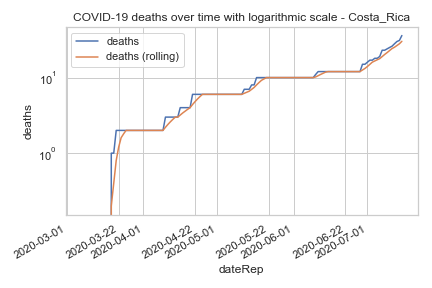 COVID-19 deaths over time with logarithmic scale - Costa_Rica
deaths
deaths (rolling)
10^1
10^0
deaths
2020-03-01
2020-03-22
2020-04-01
2020-04-22
2020-05-01
2020-05-22
2020-06-01
2020-06-22
2020-07-01
dateRep